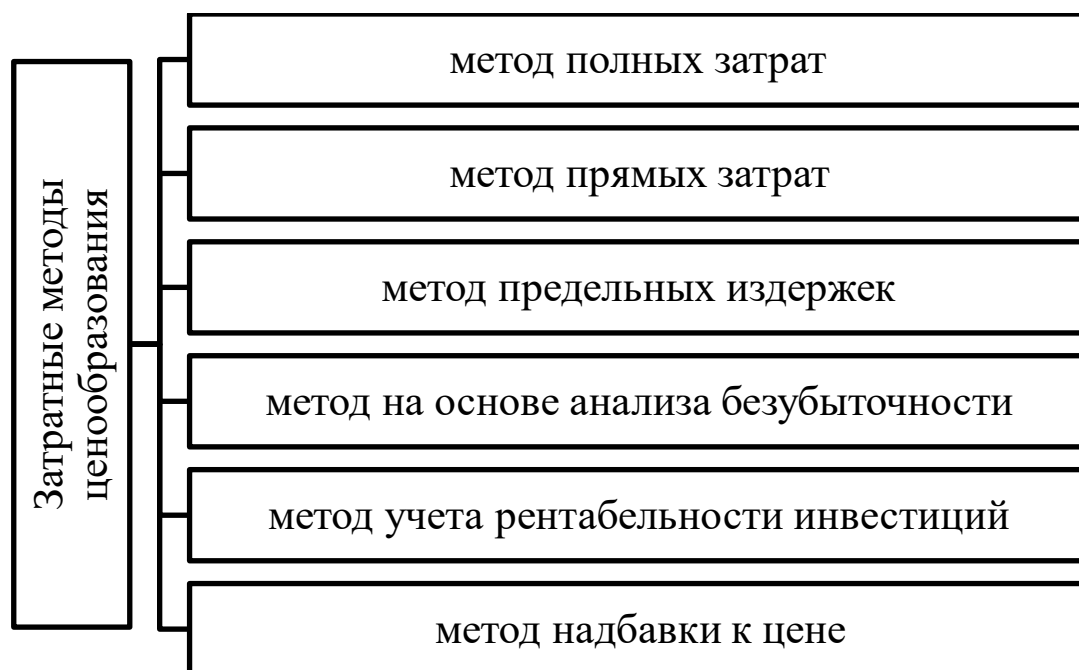 Затратные методы
ценообразования
метод полных затрат
метод прямых затрат
метод предельных издержек
метод на основе анализа безубыточности
метод учета рентабельности инвестиций
метод надбавки к цене